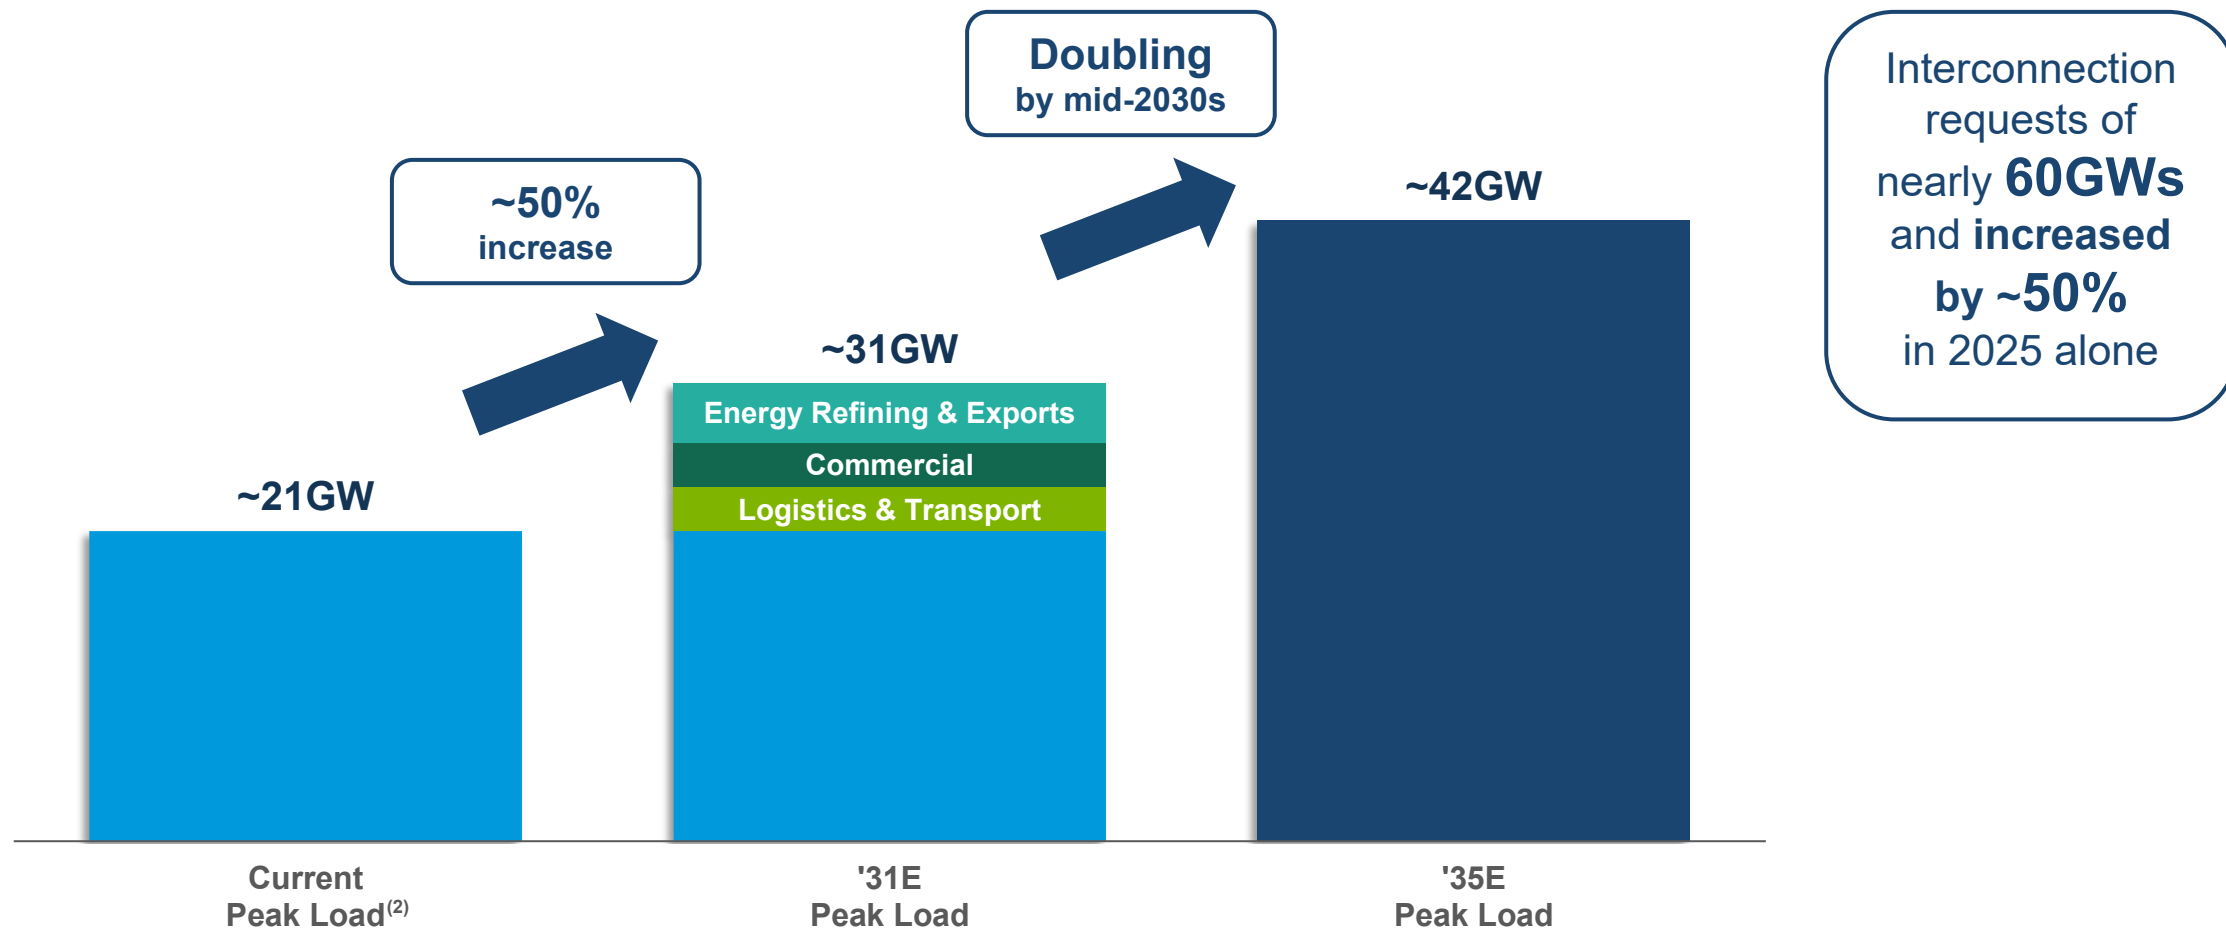 Doubling
by mid-2030s
~50%
increase
~21GW
~31GW
~42GW
Energy Refining & Exports
Commercial
Logistics & Transport
Current
Peak Load(2)
'31E
Peak Load
'35E
Peak Load
Interconnection
requests of
nearly 60GWs
and increased
by ~50%
in 2025 alone